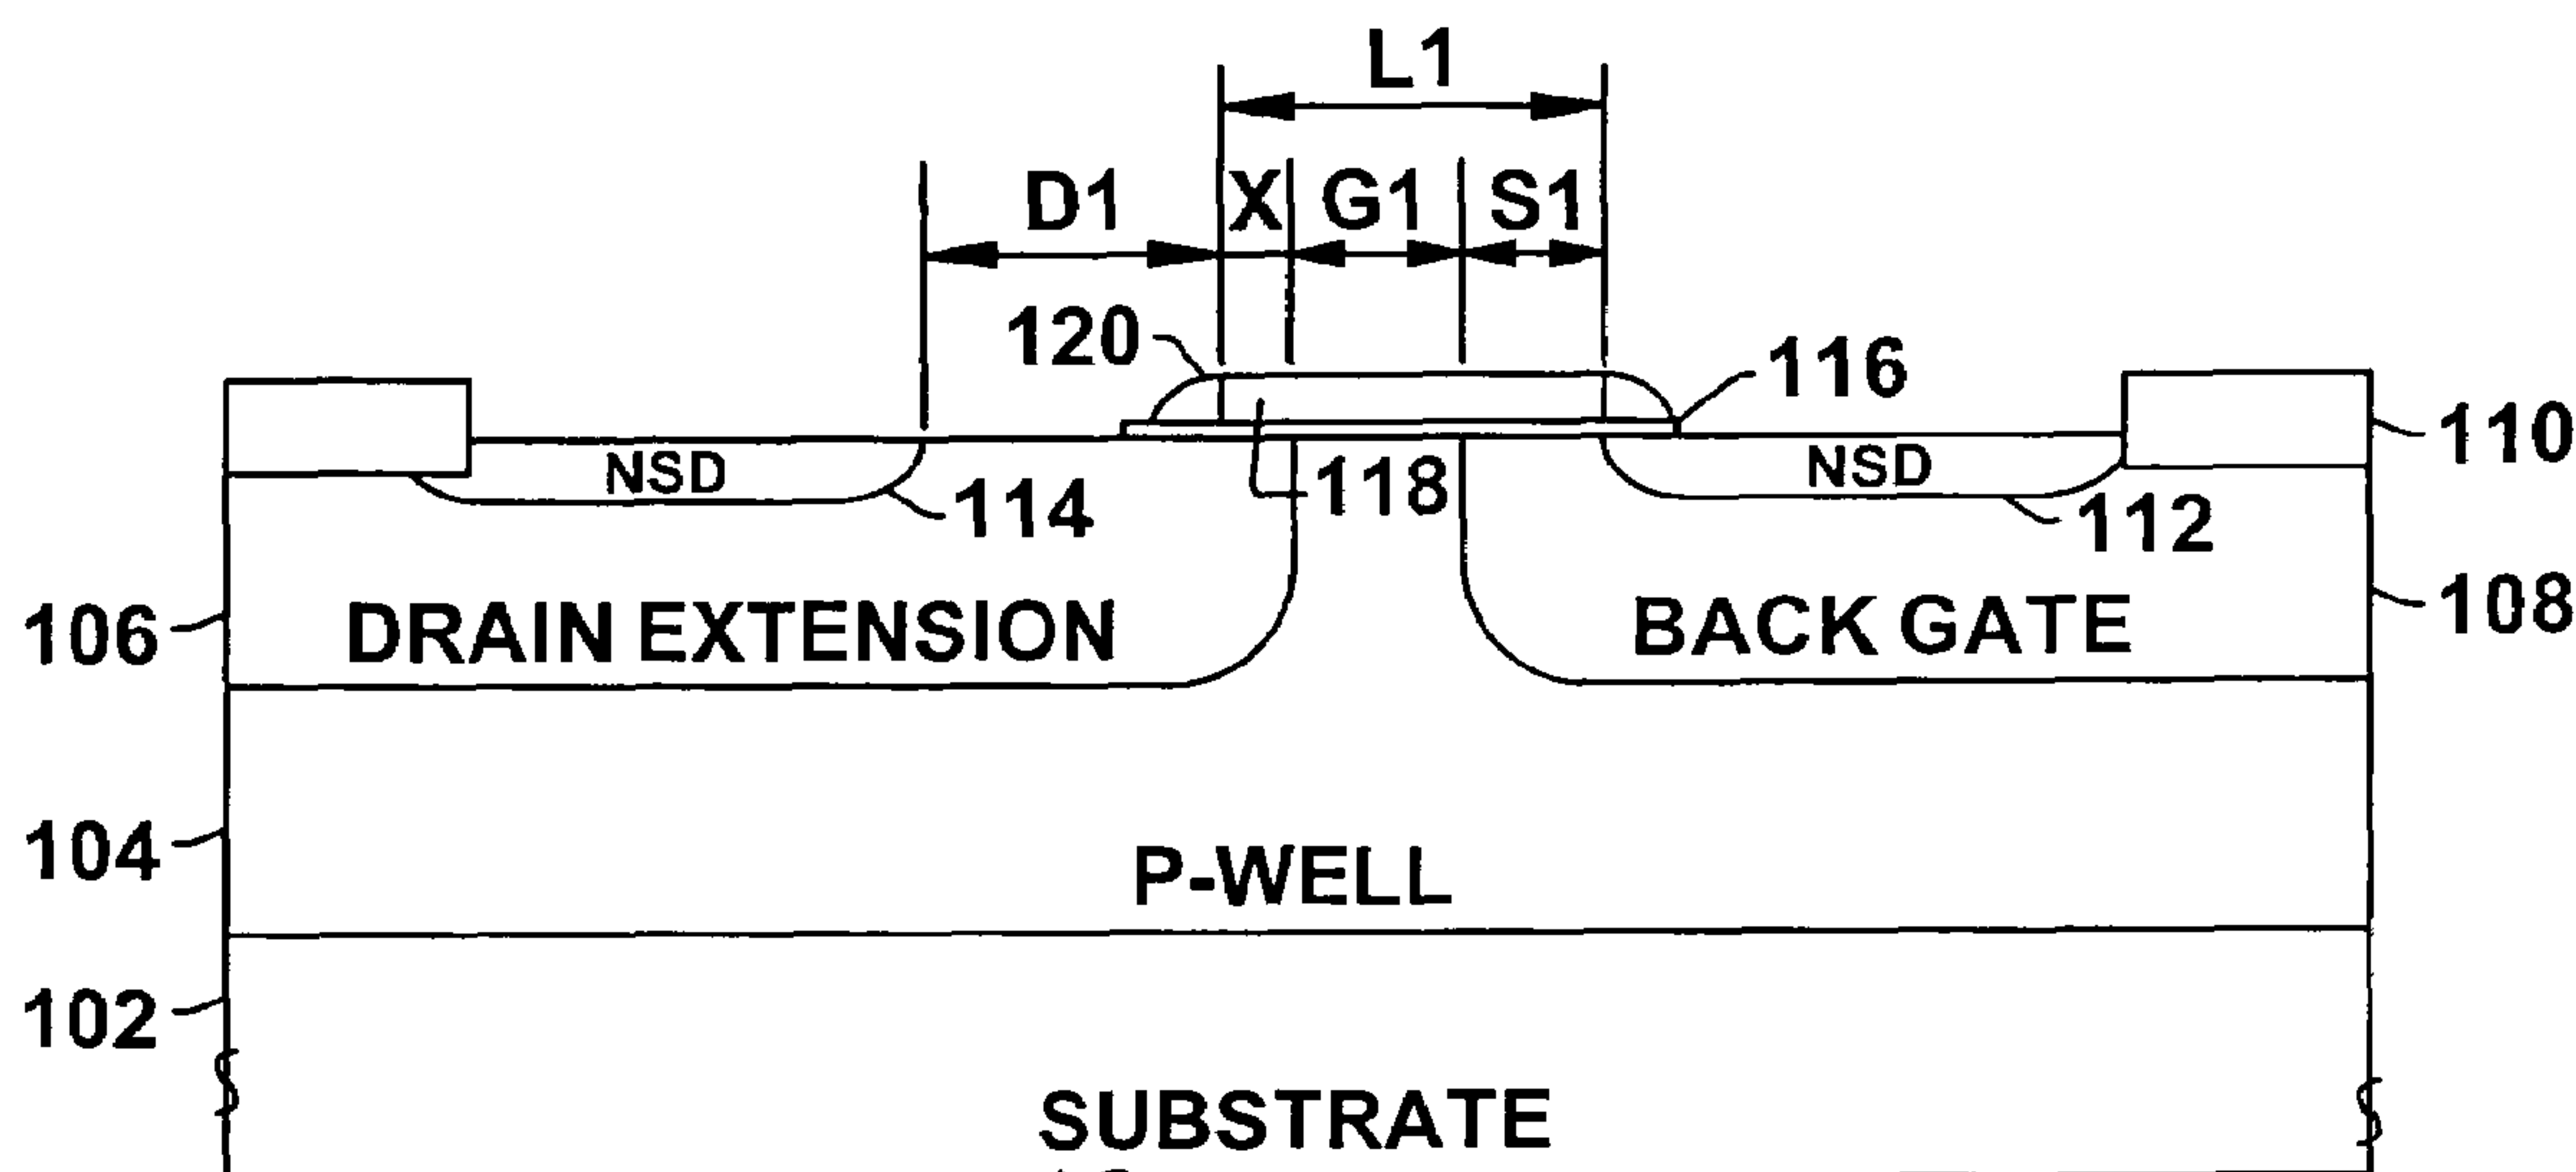 L1
D1 X G1 S1
120
116
110
NSD
118
NSD
114
112
106
DRAIN EXTENSION
BACK GATE
108
104
P-WELL
102
SUBSTRATE